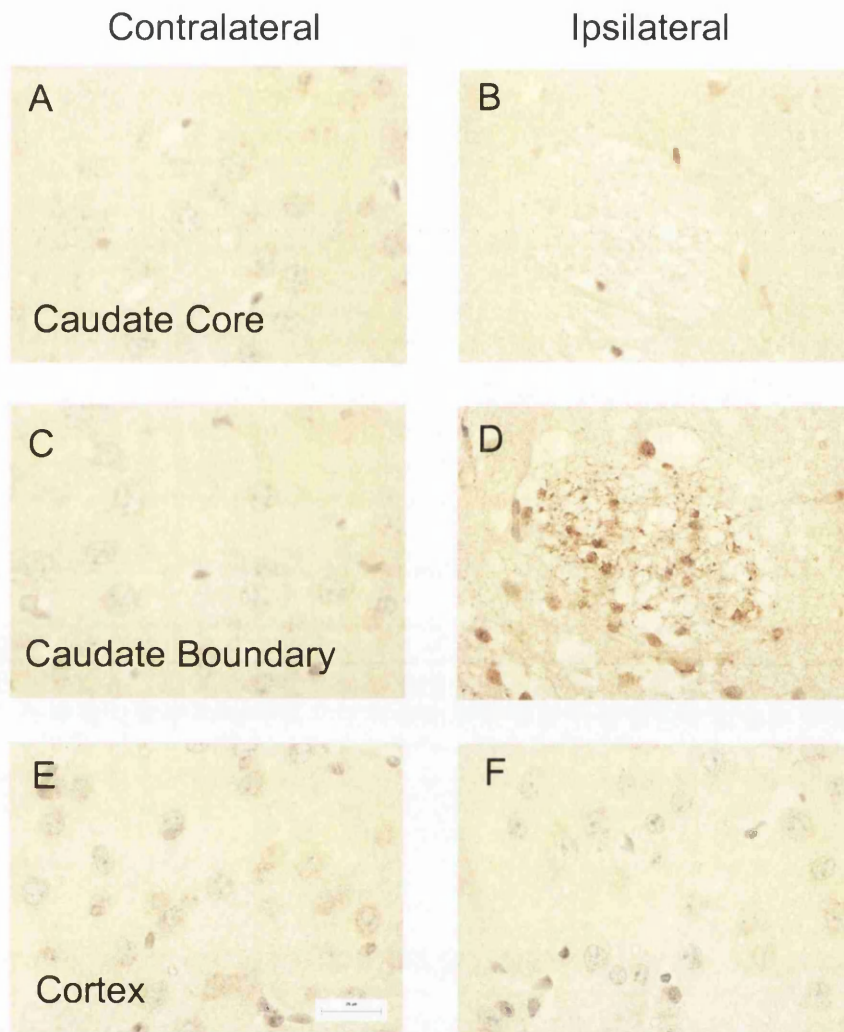 Contralateral Ipsilateral
A B
Caudate Core
C D
Caudate Boundary
E F
Cortex